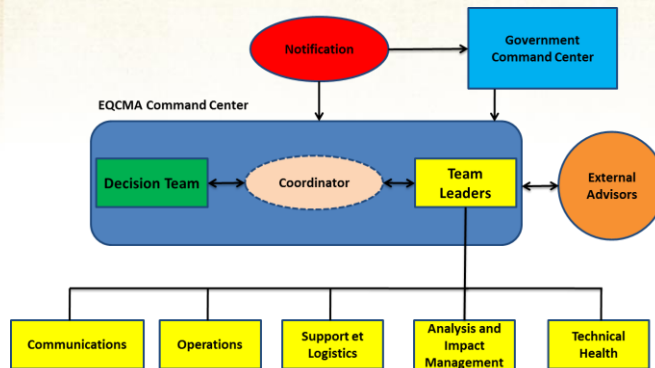 Notification
Government
Command Center
EQCMA Command Center
Decision Team
Coordinator
Team
Leaders
External
Advisors
Communications
Operations
Support et
Logistics
Analysis and
Impact
Management
Technical
Health